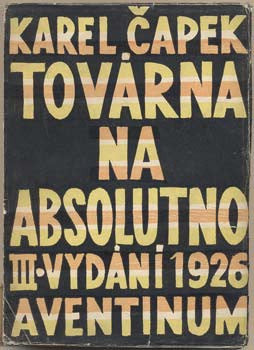 KAREL ČAPEK
TOVÁRNA
NA
ABSOLUTNO
III•VYDÁNÍ 1926
AVENTINUM